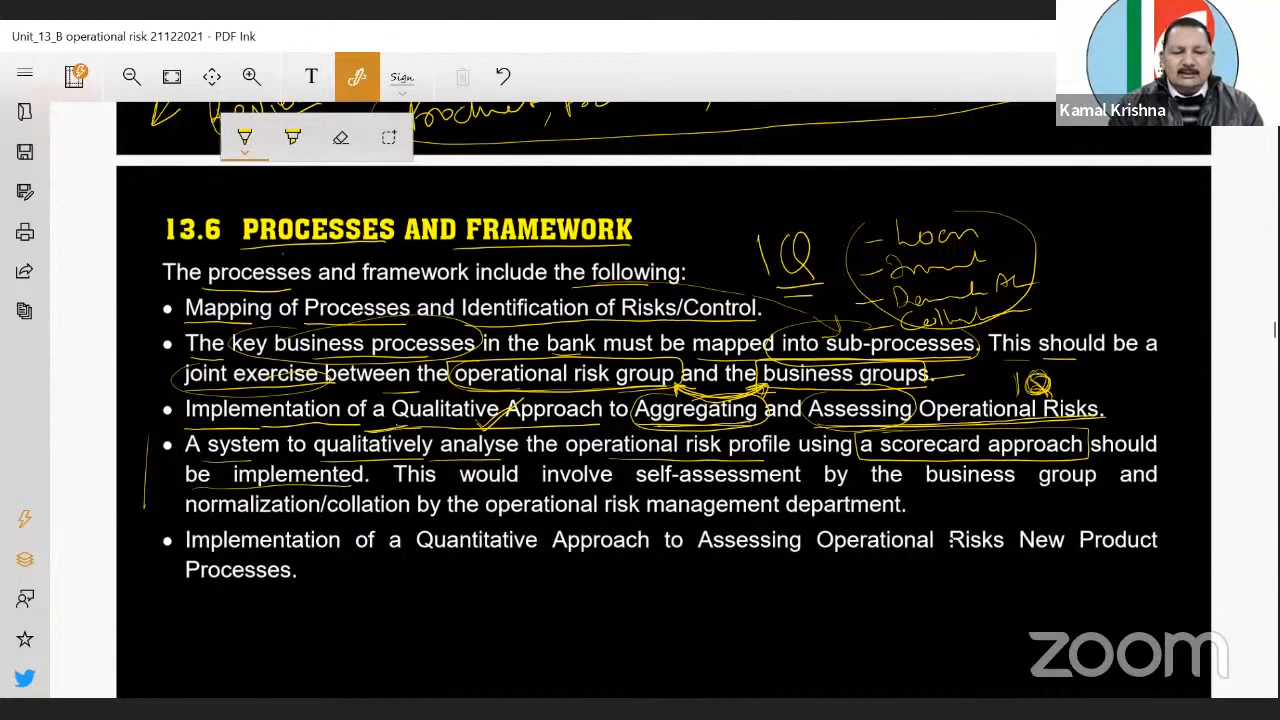 Unit_13_B operational risk 21122021 - PDF Ink
T
Sign
Kamal Krishna
13.6 PROCESSES AND FRAMEWORK
1Q
- Loan
The processes and framework include the following:
• Mapping of Processes and Identification of Risks/Control.
• The key business processes in the bank must be mapped into sub-processes. This should be a
joint exercise between the operational risk group and the business groups.
1Q
• Implementation of a Qualitative Approach to Aggregating and Assessing Operational Risks.
• A system to qualitatively analyse the operational risk profile using a scorecard approach should
be implemented. This would involve self-assessment by the business group and
normalization/collation by the operational risk management department.
• Implementation of a Quantitative Approach to Assessing Operational Risks New Product
Processes.
zoom